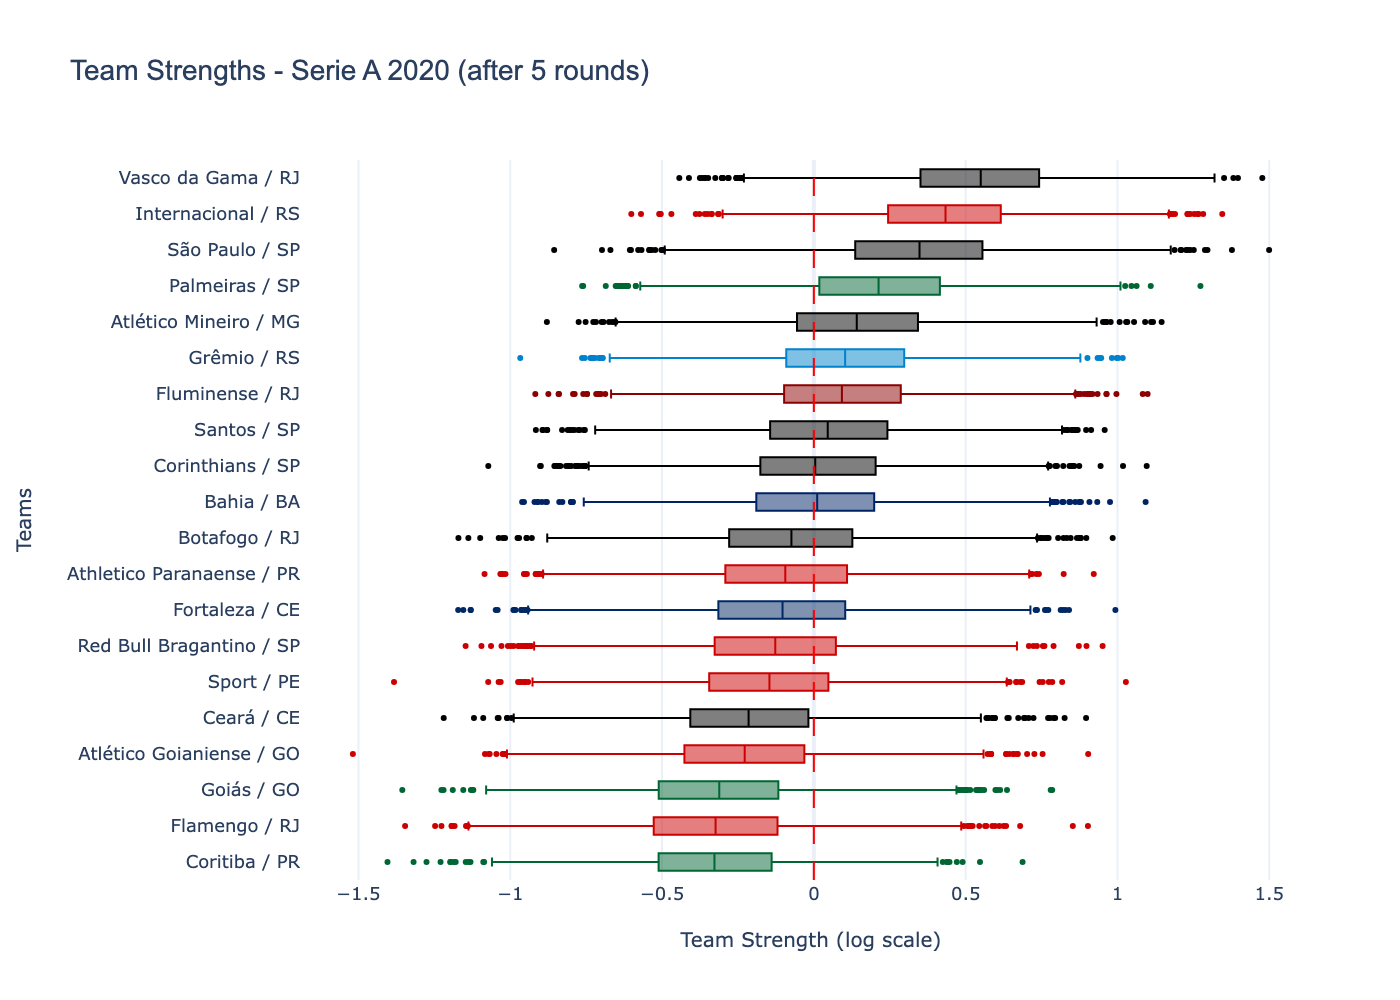 Team Strengths - Serie A 2020 (after 5 rounds)
Teams
Vasco da Gama / RJ
Internacional / RS
São Paulo / SP
Palmeiras / SP
Atlético Mineiro / MG
Grêmio / RS
Fluminense / RJ
Santos / SP
Corinthians / SP
Bahia / BA
Botafogo / RJ
Athletico Paranaense / PR
Fortaleza / CE
Red Bull Bragantino / SP
Sport / PE
Ceará / CE
Atlético Goianiense / GO
Goiás / GO
Flamengo / RJ
Coritiba / PR
−1.5 −1 −0.5 0 0.5 1 1.5
Team Strength (log scale)